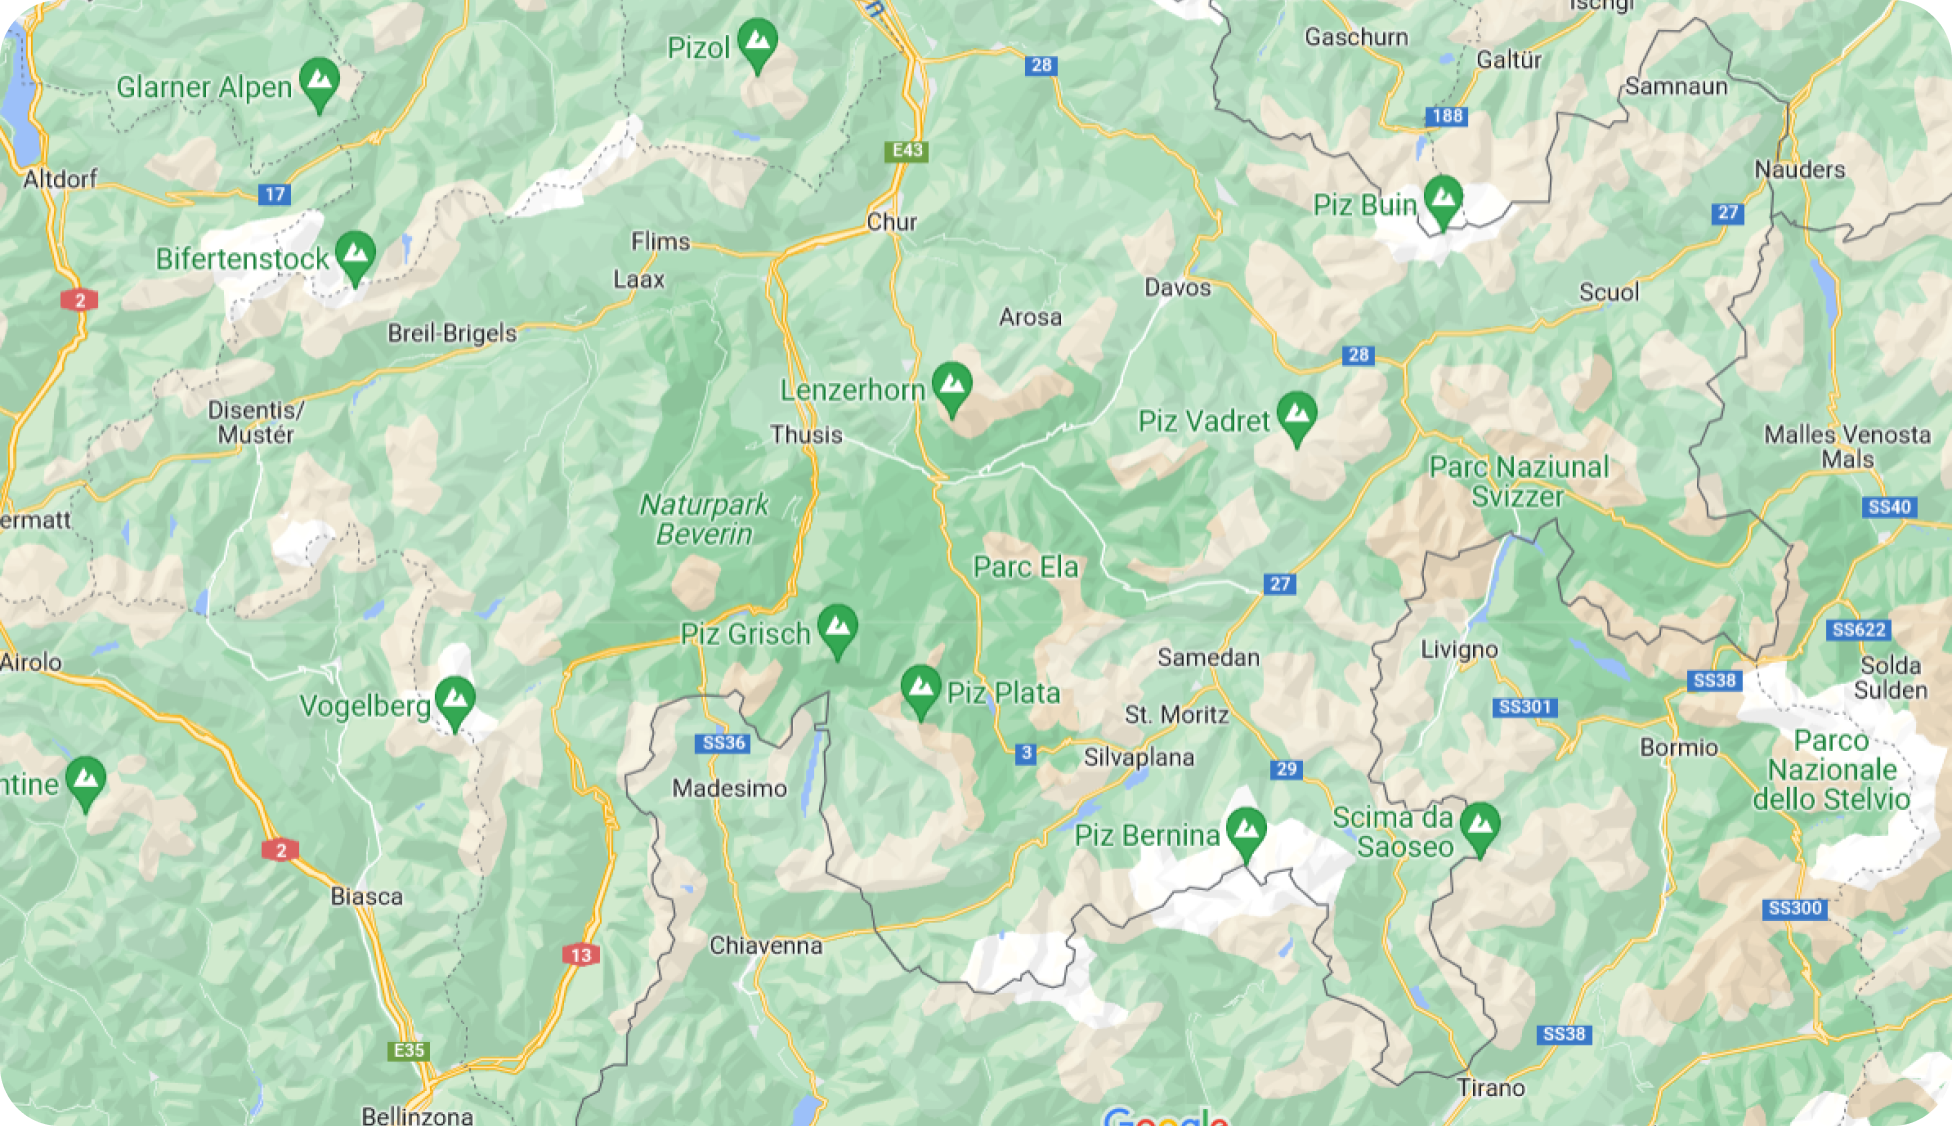 Ischgl
Gaschurn
Pizol
Galtür
28
Glarner Alpen
Samnaun
188
E43
Nauders
Altdorf
17
Piz Buin
27
Chur
Flims
Bifertenstock
Laax
Davos
Scuol
2
Arosa
Breil-Brigels
28
Lenzerhorn
Disentis/
Mustér
Thusis
Piz Vadret
Malles Venosta
Mals
Parc Naziunal
Svizzer
Naturpark
Beverin
SS40
ermatt
Parc Ela
27
Piz Grisch
SS622
Airolo
Samedan
Livigno
Solda
Sulden
SS38
Vogelberg
Piz Plata
SS301
St. Moritz
SS36
3
Silvaplana
Bormio
Parco
Nazionale
dello Stelvio
ntine
Madesimo
29
Scima da
Saoseo
Piz Bernina
2
Biasca
SS300
Chiavenna
13
SS38
E35
Tirano
Bellinzona
Google